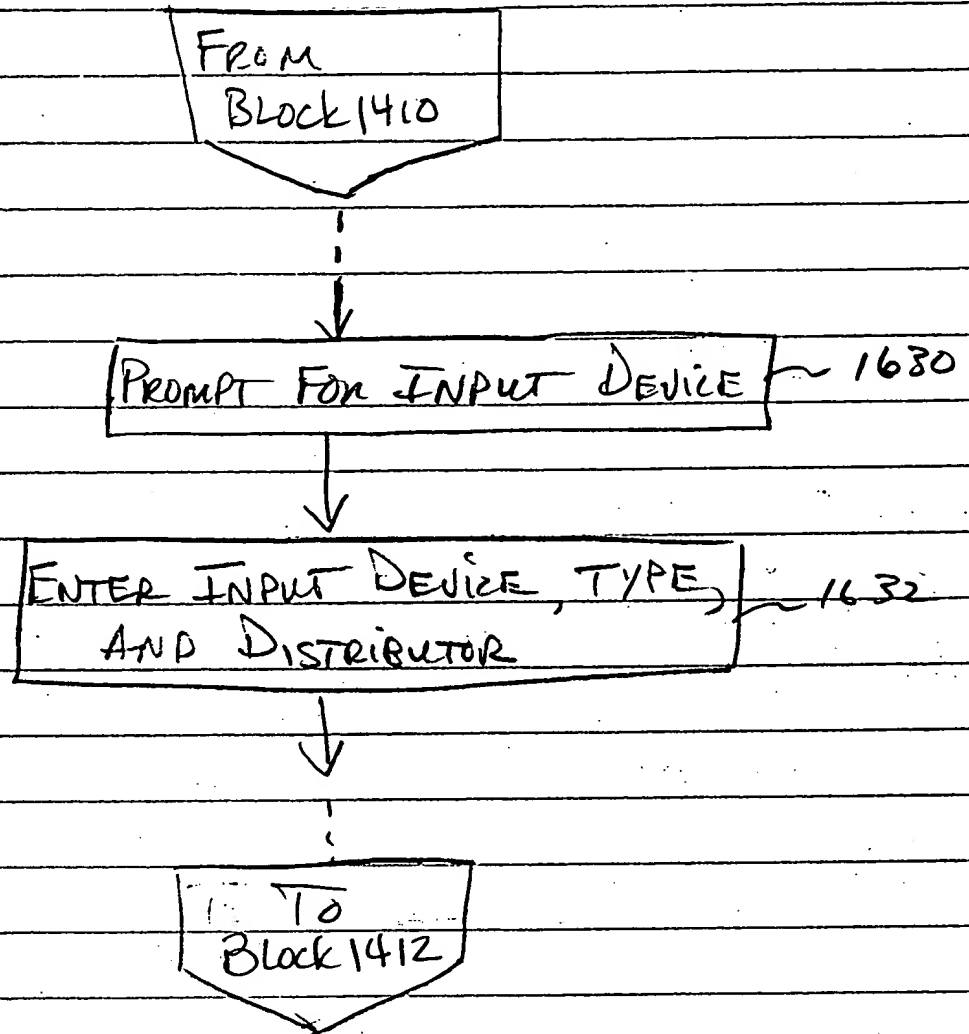 FROM
BLOCK 1410
PROMPT FOR INPUT DEVICE
1630
ENTER INPUT DEVICE, TYPE,
1632
AND DISTRIBUTOR
TO
BLOCK 1412